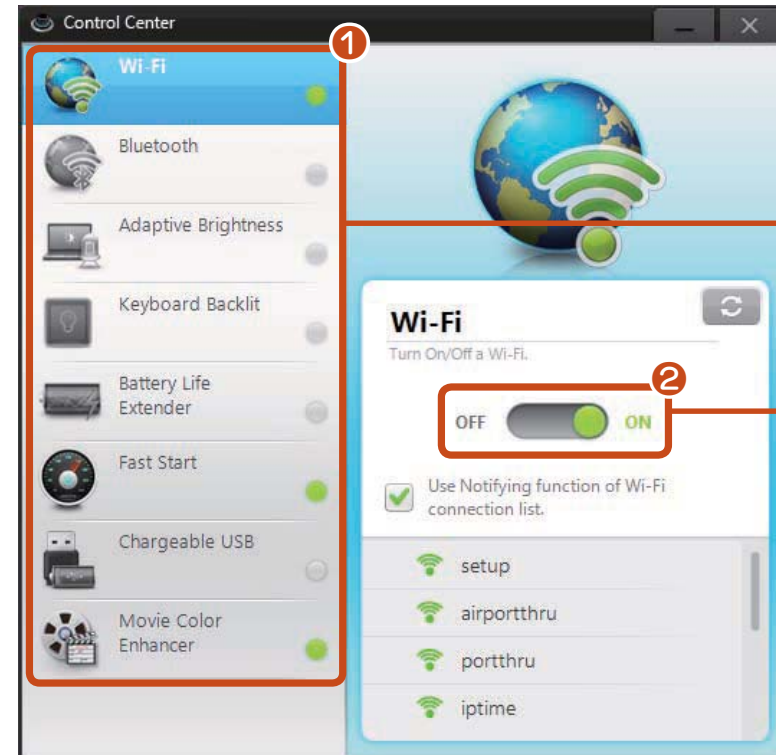 Control Center
1
Wi-Fi
Bluetooth
Adaptive Brightness
Keyboard Backlit
Battery Life
Extender
Fast Start
Chargeable USB
Movie Color
Enhancer
Wi-Fi
Turn On/Off a Wi-Fi.
2
OFF ON
Use Notifying function of Wi-Fi
connection list.
setup
airportthru
portthru
iptime